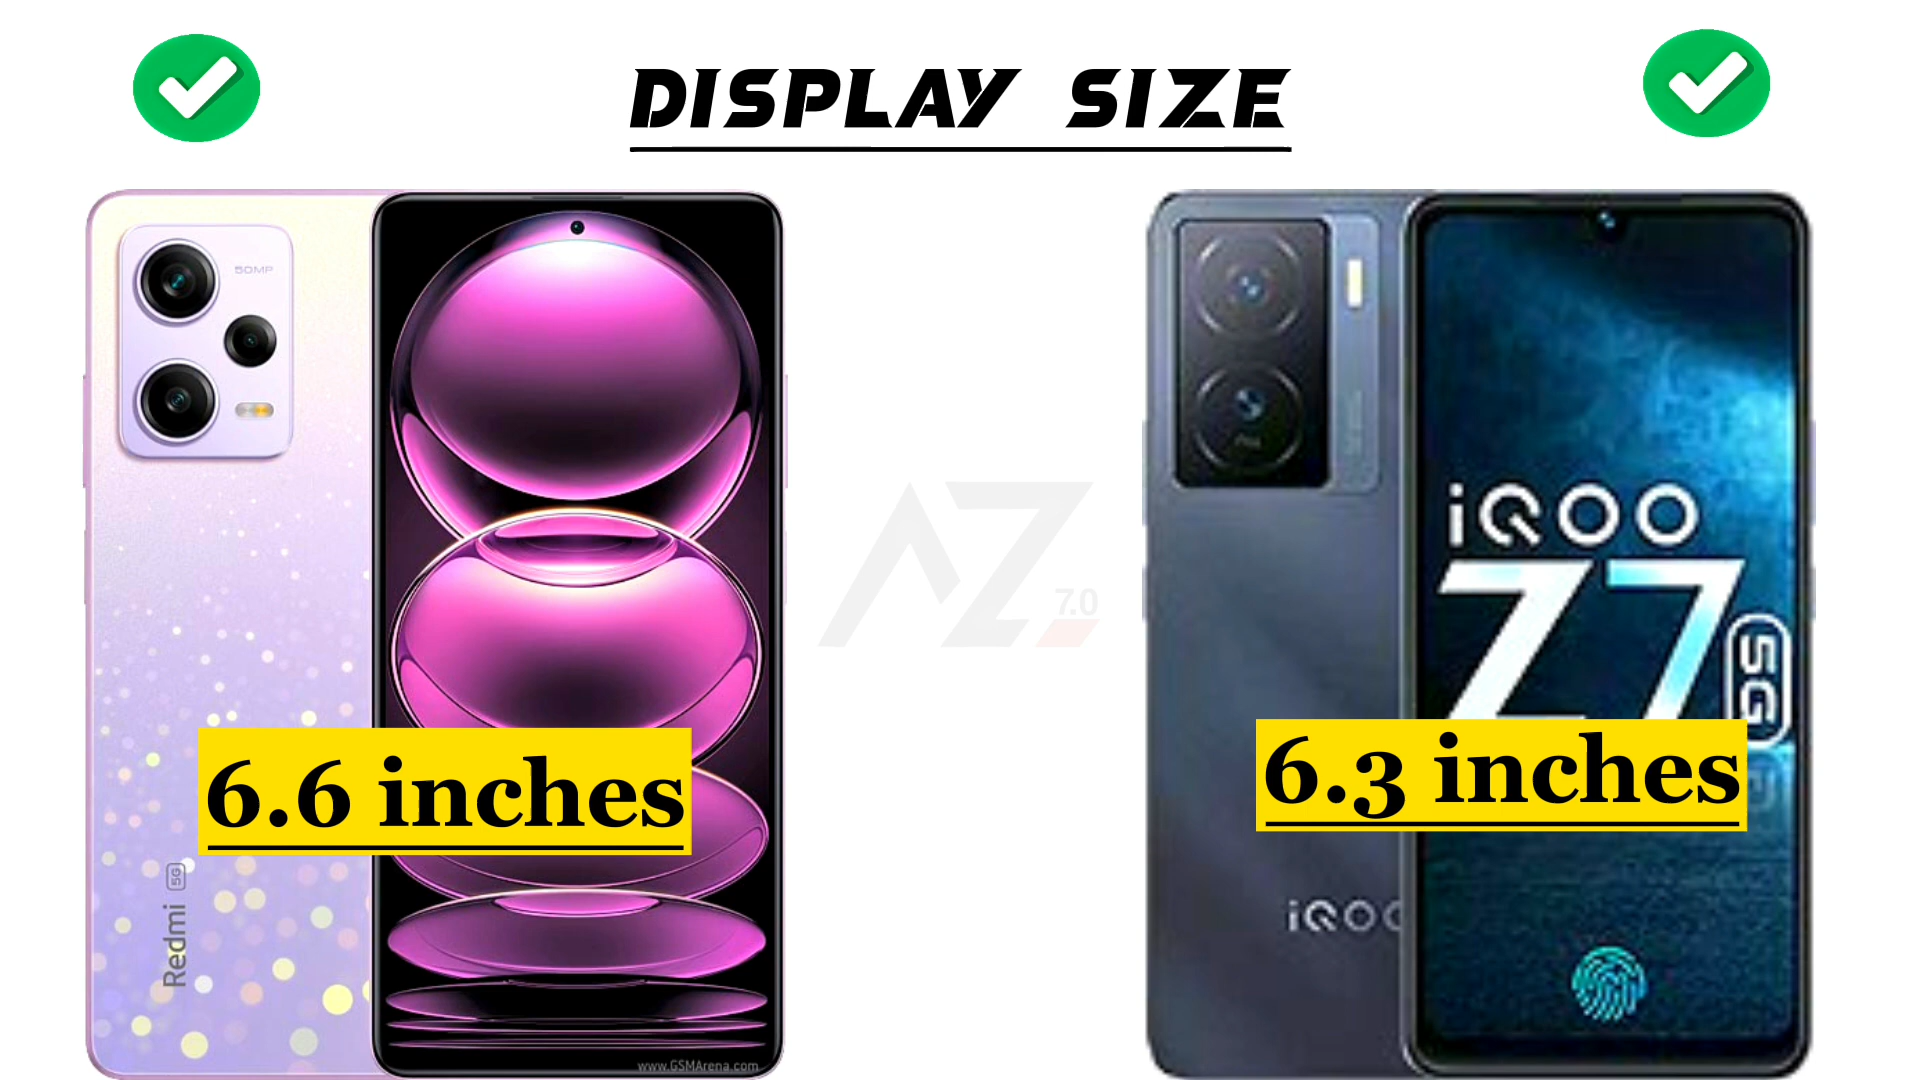 DISPLAY SIZE
50MP
6.6 inches
Redmi 5G
www.GSMArena.com
AZ
7.0
iQOO
Z7
5G
6.3 inches
iQOO